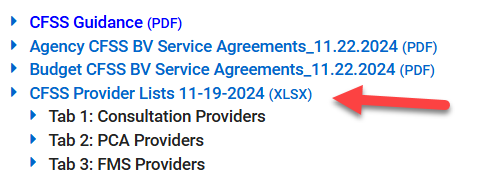 CFSS Guidance (PDF)
Agency CFSS BV Service Agreements_11.22.2024 (PDF)
Budget CFSS BV Service Agreements_11.22.2024 (PDF)
CFSS Provider Lists 11-19-2024 (XLSX)
Tab 1: Consultation Providers
Tab 2: PCA Providers
Tab 3: FMS Providers